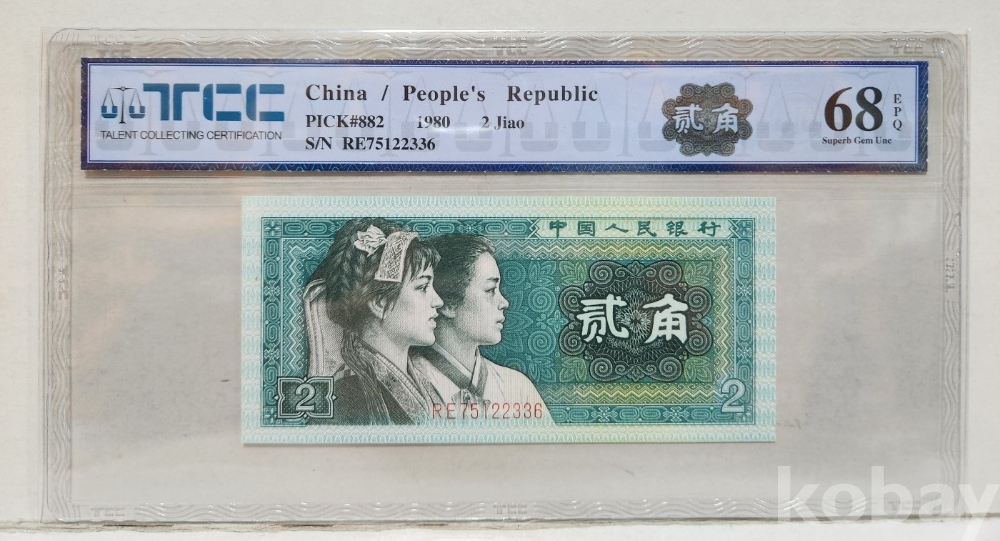 TCC
TALENT COLLECTING CERTIFICATION
China / People's Republic
PICK#882 1980 2 Jiao
S/N RE75122336
贰角
68 EPQ
Superb Gem Unc
中国人民银行
贰角
2
RE75122336
2
kobay